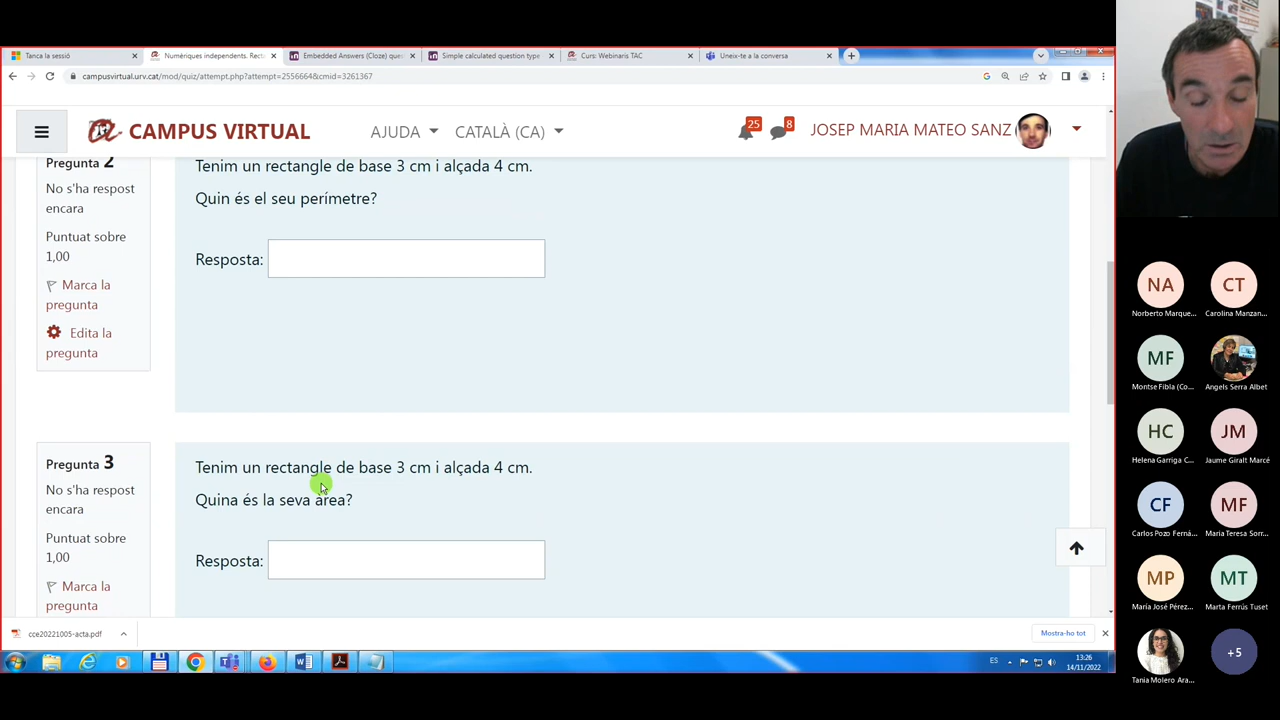 Tanca la sessió
Numèriques independents. Rect
Embedded Answers (Cloze) que
Simple calculated question type
Curs: Webinaris TAC
Uneix-te a la conversa
campusvirtual.urv.cat/mod/quiz/attempt.php?attempt=2556664&cmid=3261367
CAMPUS VIRTUAL
AJUDA
CATALÀ (CA)
25
8
JOSEP MARIA MATEO SANZ
Pregunta 2
No s'ha respost
encara
Puntuat sobre
1,00
Marca la
pregunta
Edita la
pregunta
Tenim un rectangle de base 3 cm i alçada 4 cm.
Quin és el seu perímetre?
Resposta:
Pregunta 3
No s'ha respost
encara
Puntuat sobre
1,00
Marca la
pregunta
Tenim un rectangle de base 3 cm i alçada 4 cm.
Quina és la seva àrea?
Resposta:
cce20221005-acta.pdf
Mostra-ho tot
ES
13:26
14/11/2022
NA
Norberto Marque...
CT
Carolina Manzan...
MF
Montse Fibla (Co...
Angels Serra Albet
HC
Helena Garriga C...
JM
Jaume Giralt Marcé
CF
Carlos Pozo Ferná...
MF
Maria Teresa Sorr...
MP
María José Pérez...
MT
Marta Ferrús Tuset
Tania Molero Ara...
+5